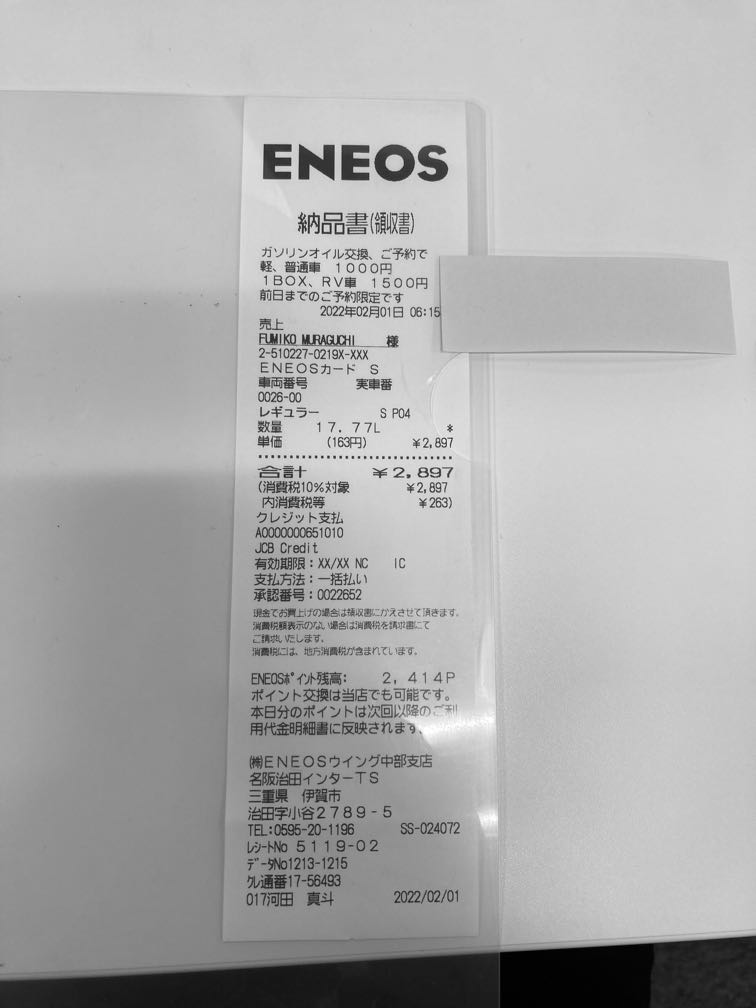 ENEOS
納品書(領収書)
ガソリンオイル交換、ご予約で
軽、普通車 1000円
1BOX、RV車 1500円
前日までのご予約限定です
2022年02月01日 06:15
売上
FUMIKO MURAGUCHI 様
2-510227-0219X-XXX
ENEOSカード S
車両番号 実車番
0026-00
レギュラー S P04
数量 17.77L *
単価 (163円) ¥2,897
合計 ¥2,897
(消費税10%対象 ¥2,897
内消費税等 ¥263)
クレジット支払
A0000000651010
JCB Credit
有効期限:XX/XX NC IC
支払方法:一括払い
承認番号:0022652
現金でお買上げの場合は領収書にかえさせて頂きます。
消費税額表示のない場合は消費税を請求書にて
ご請求いたします。
消費税には、地方消費税が含まれています。
ENEOSポイント残高: 2,414P
ポイント交換は当店でも可能です。
本日分のポイントは次回以降のご利
用代金明細書に反映されます。
㈱ENEOSウイング中部支店
名阪治田インターTS
三重県 伊賀市
治田字小谷2789-5
TEL:0595-20-1196 SS-024072
レシートNo 5119-02
データNo1213-1215
クレ通番17-56493
017河田 真斗 2022/02/01